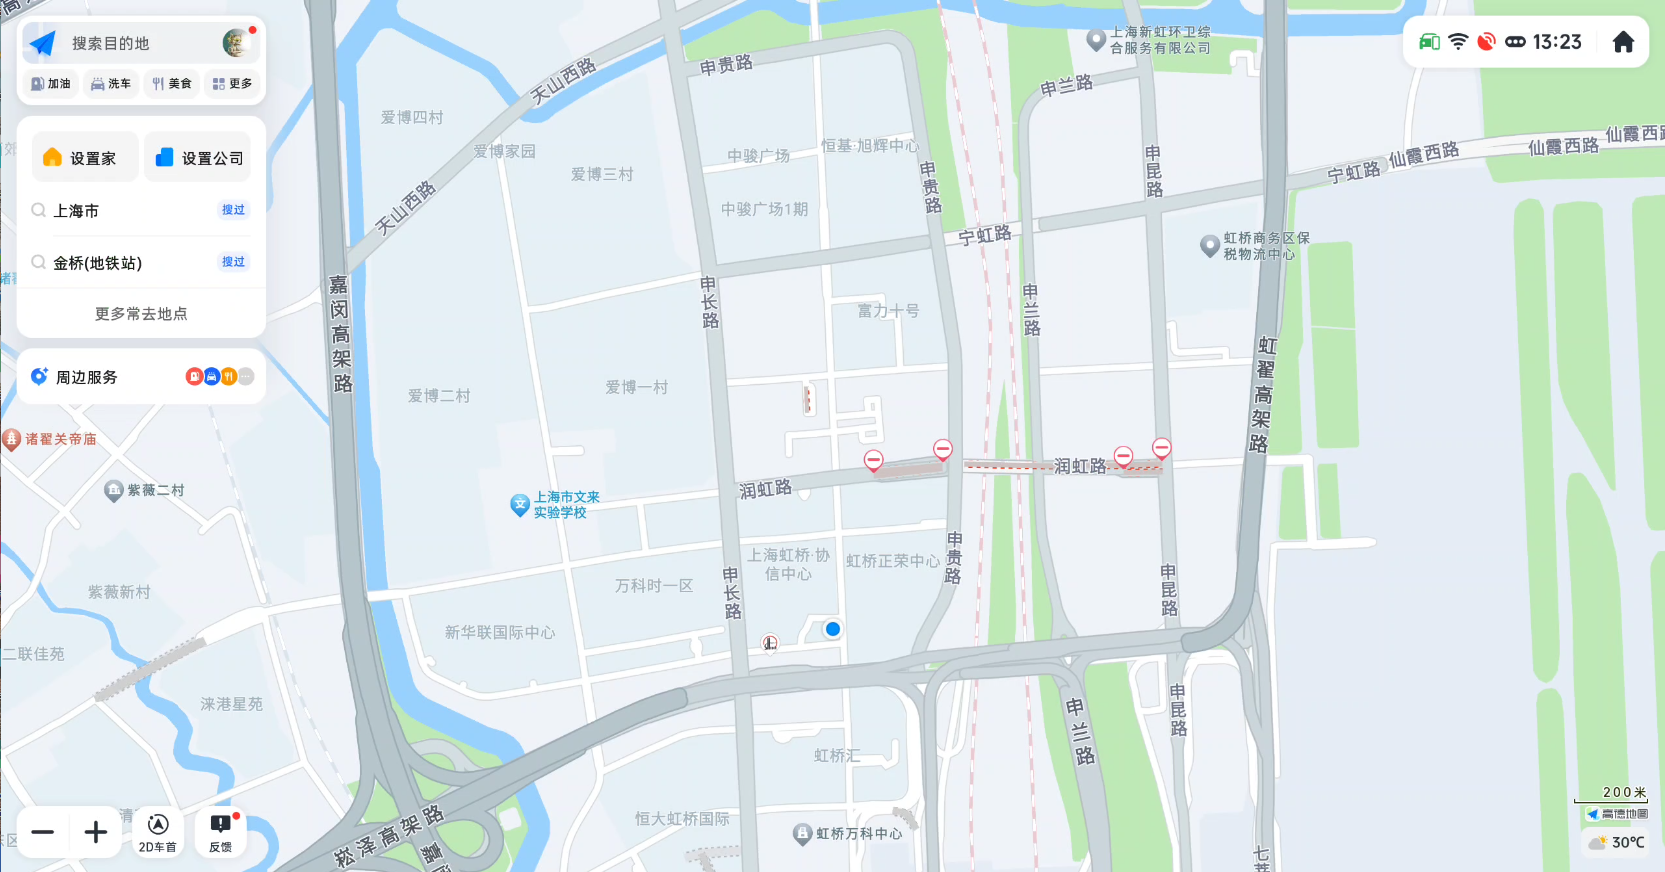 搜索目的地
加油
洗车
美食
更多
设置家
设置公司
上海市
搜过
金桥(地铁站)
搜过
更多常去地点
周边服务
13:23
上海新虹环卫综
合服务有限公司
申贵路
天山西路
申兰路
爱博四村
爱博家园
爱博三村
中骏广场
恒基·旭辉中心
申贵路
申昆路
宁虹路
仙霞西路
仙霞西路
仙霞西路
天山西路
中骏广场1期
宁虹路
虹桥商务区保
税物流中心
嘉闵高架路
申长路
富力十号
申兰路
虹翟高架路
爱博二村
爱博一村
诸翟关帝庙
紫薇二村
上海市文来
实验学校
润虹路
润虹路
申贵路
上海虹桥·协
信中心
虹桥正荣中心
万科时一区
申长路
申昆路
紫薇新村
新华联国际中心
二联佳苑
涞港星苑
申兰路
申昆路
虹桥汇
恒大虹桥国际
虹桥万科中心
崧泽高架路
2D车首
反馈
200米
高德地图
30℃